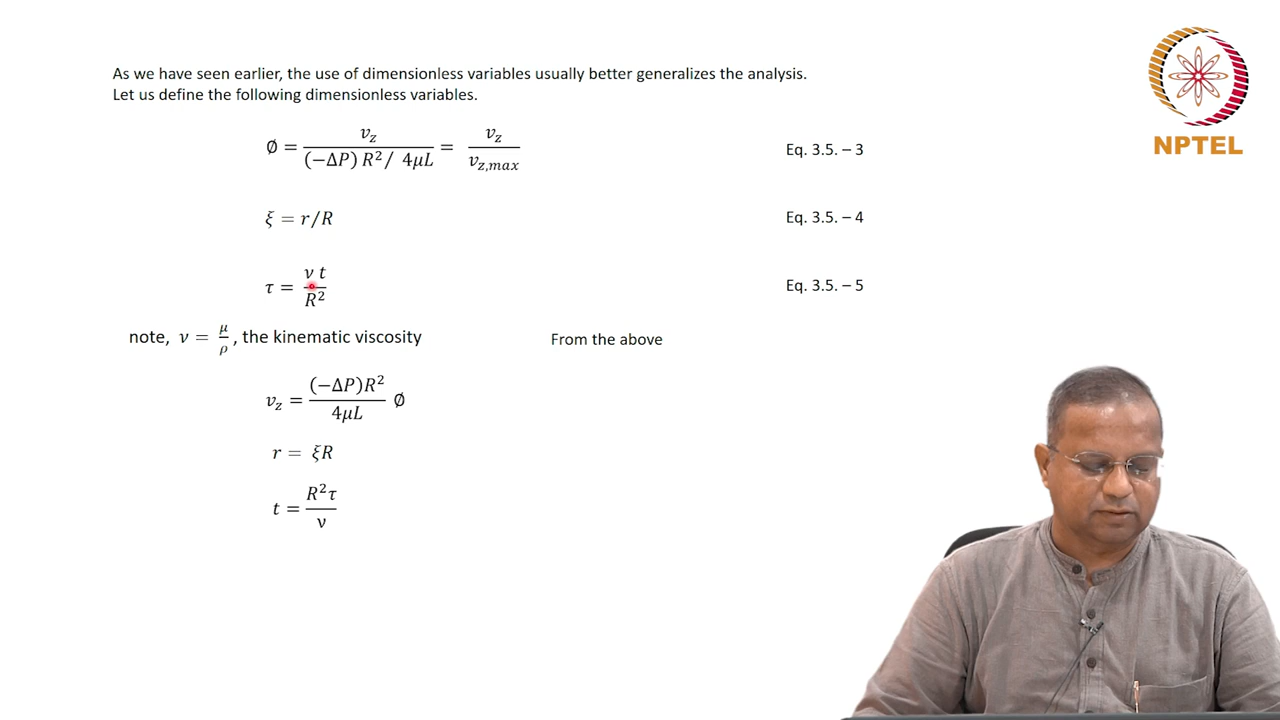 As we have seen earlier, the use of dimensionless variables usually better generalizes the analysis.
Let us define the following dimensionless variables.
∅ = v_z / ((−ΔP) R² / 4μL) = v_z / v_{z,max} Eq. 3.5. – 3
ξ = r/R Eq. 3.5. – 4
τ = ν t / R² Eq. 3.5. – 5
note, ν = μ/ρ , the kinematic viscosity From the above
v_z = (−ΔP)R² / 4μL ∅
r = ξR
t = R²τ / ν
NPTEL